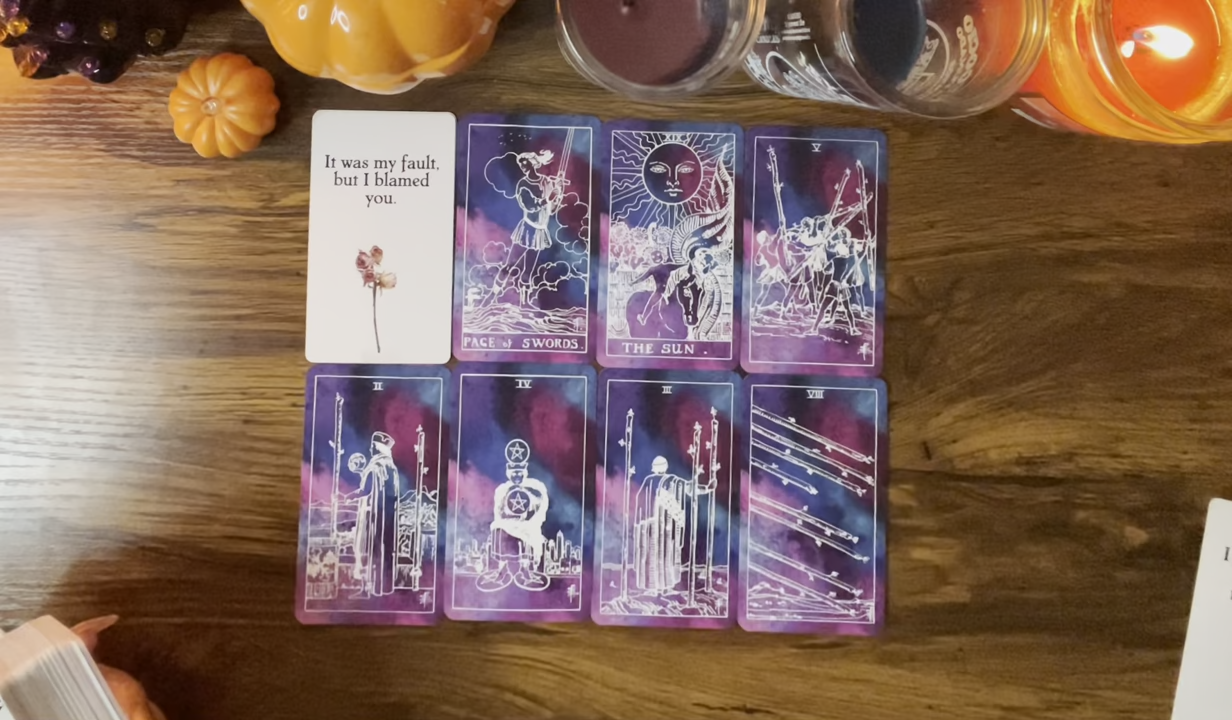 It was my fault,
but I blamed
you.
PAGE of SWORDS.
XIX
THE SUN.
V
II
IV
III
VIII
I